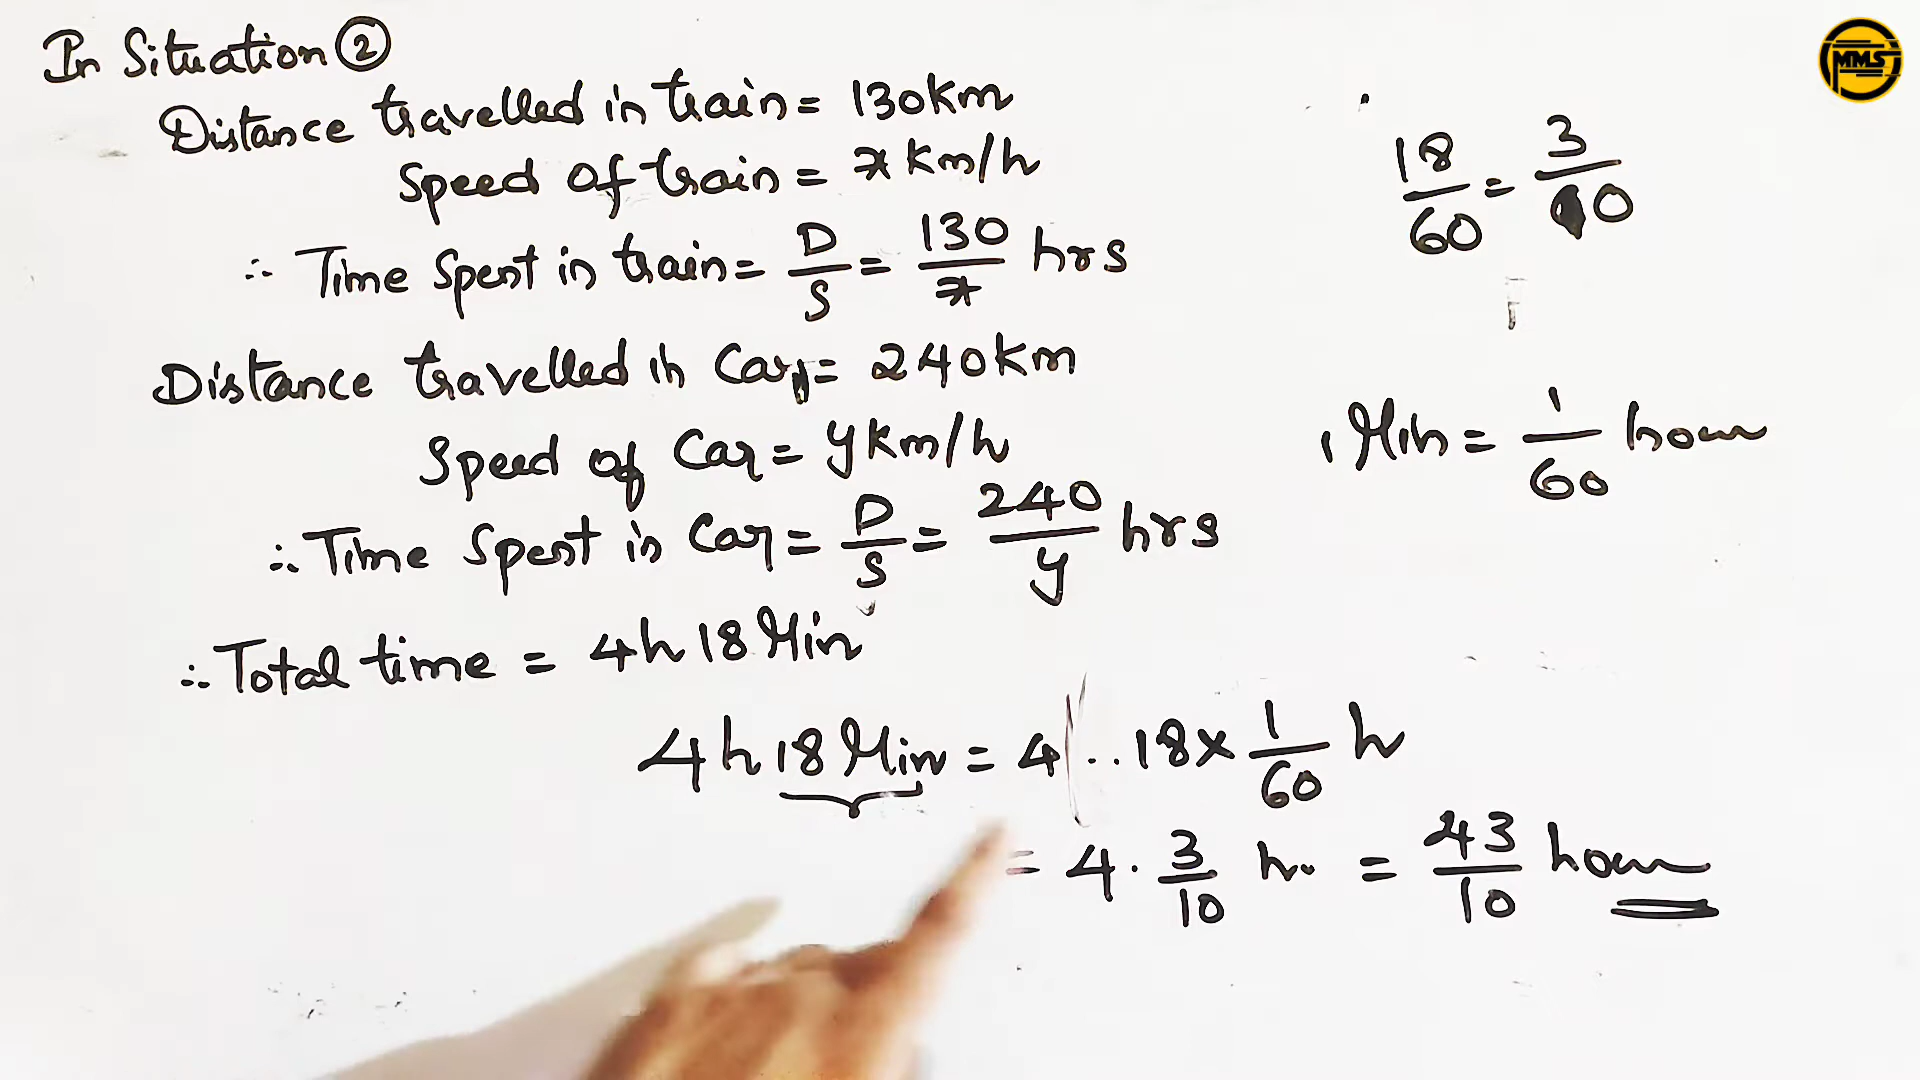 In Situation ②
Distance travelled in train = 130km
Speed of train = x km/h
∴ Time Spent in train = D/S = 130/x hrs
Distance travelled in Car = 240km
Speed of Car = y km/h
∴ Time Spent in Car = D/S = 240/y hrs
∴ Total time = 4h 18 Min
4h 18 Min = 4 .. 18 × 1/60 h
= 4 . 3/10 h. = 43/10 hour
18/60 = 3/10
1 Min = 1/60 hour
MMS